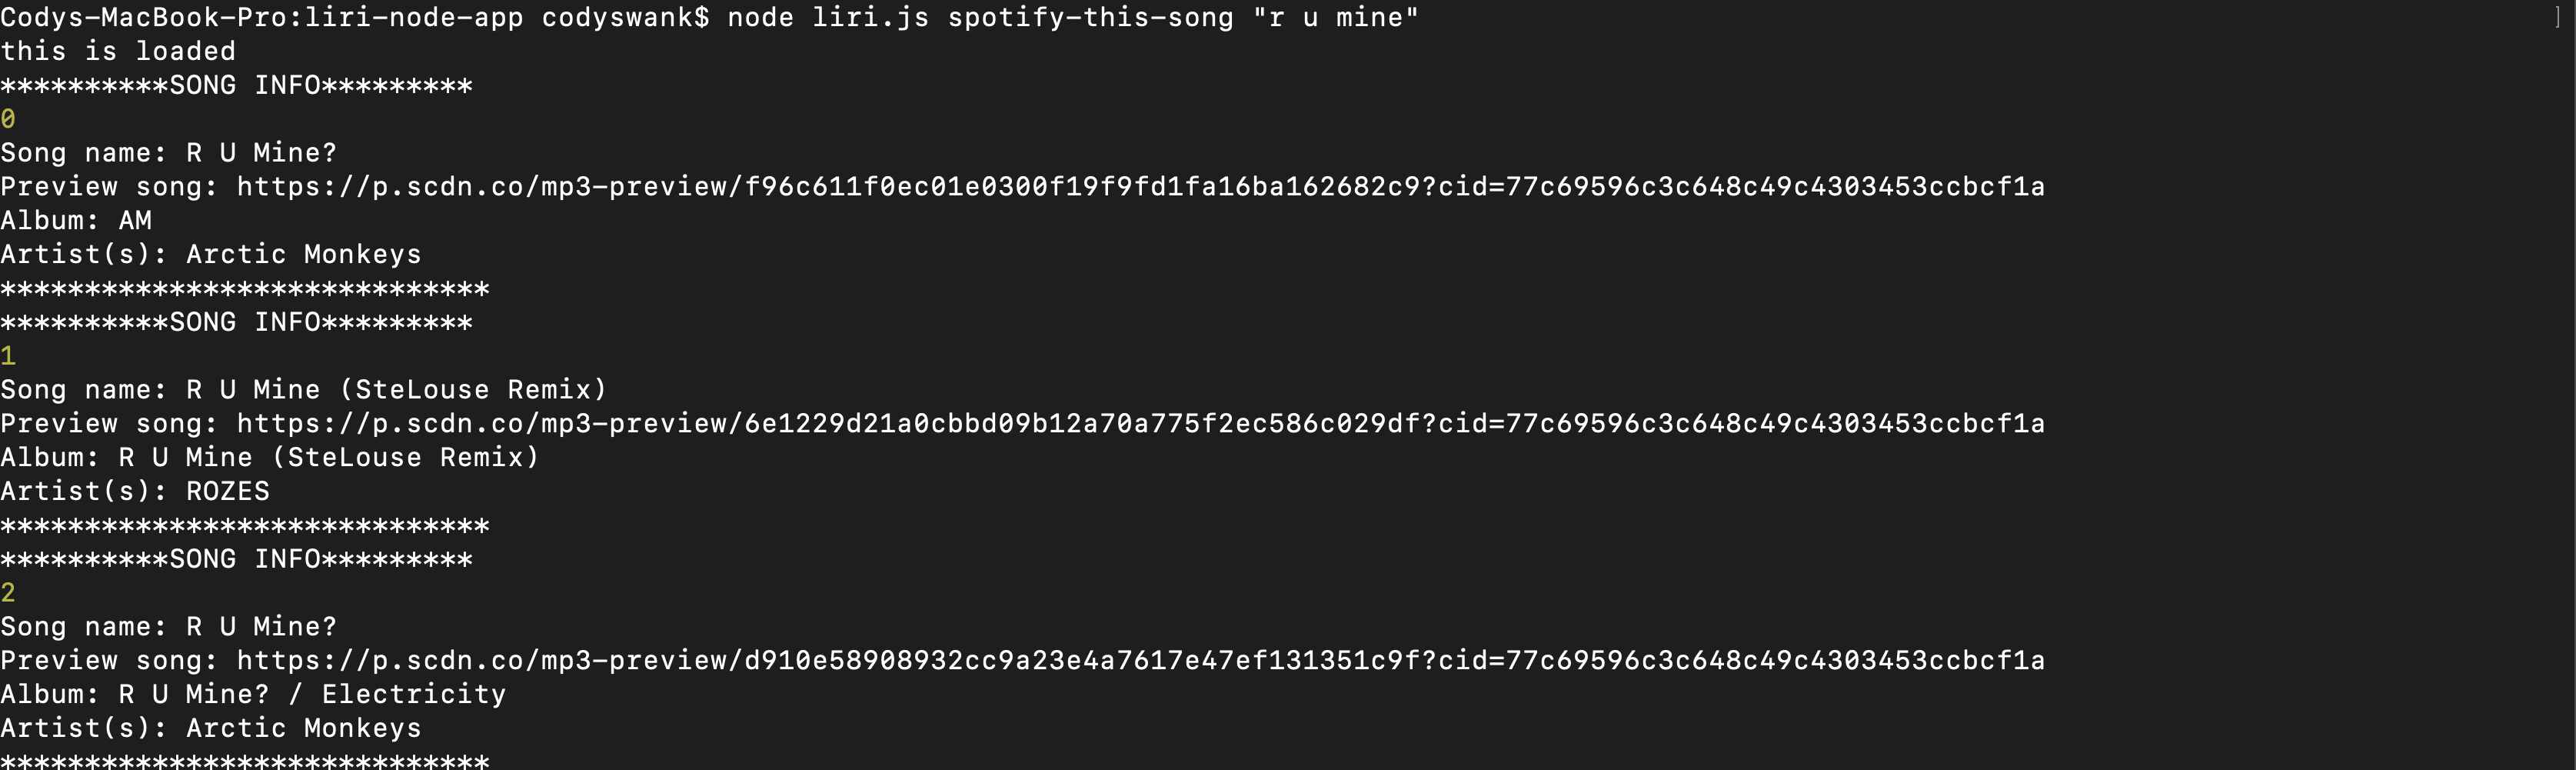 Codys-MacBook-Pro:liri-node-app codyswank$ node liri.js spotify-this-song "r u mine" ]
this is loaded
**********SONG INFO*********
0
Song name: R U Mine?
Preview song: https://p.scdn.co/mp3-preview/f96c611f0ec01e0300f19f9fd1fa16ba162682c9?cid=77c69596c3c648c49c4303453ccbcf1a
Album: AM
Artist(s): Arctic Monkeys
*****************************
**********SONG INFO*********
1
Song name: R U Mine (SteLouse Remix)
Preview song: https://p.scdn.co/mp3-preview/6e1229d21a0cbbd09b12a70a775f2ec586c029df?cid=77c69596c3c648c49c4303453ccbcf1a
Album: R U Mine (SteLouse Remix)
Artist(s): ROZES
*****************************
**********SONG INFO*********
2
Song name: R U Mine?
Preview song: https://p.scdn.co/mp3-preview/d910e58908932cc9a23e4a7617e47ef131351c9f?cid=77c69596c3c648c49c4303453ccbcf1a
Album: R U Mine? / Electricity
Artist(s): Arctic Monkeys
*****************************